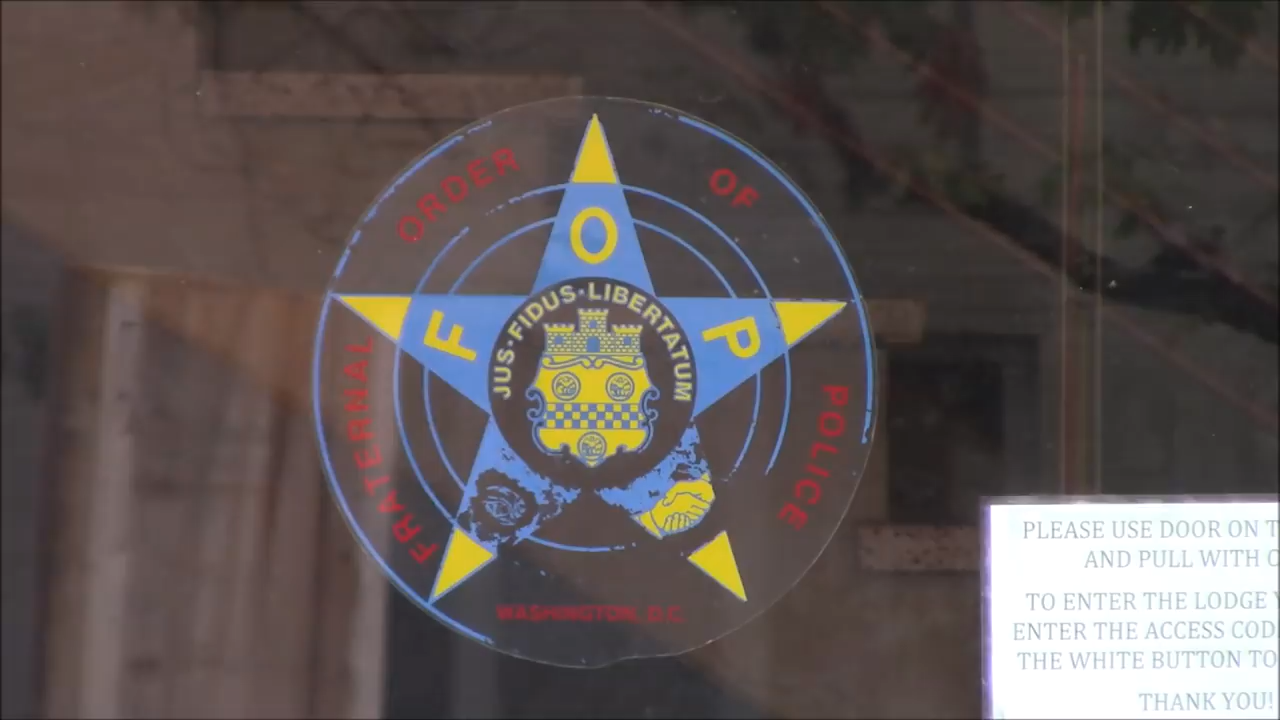 FRATERNAL ORDER OF POLICE
F O P
JUS·FIDUS·LIBERTATUM
WASHINGTON, D.C.
PLEASE USE DOOR ON
AND PULL WITH
TO ENTER THE LODGE
ENTER THE ACCESS
THE WHITE BUTTON TO
THANK YOU!